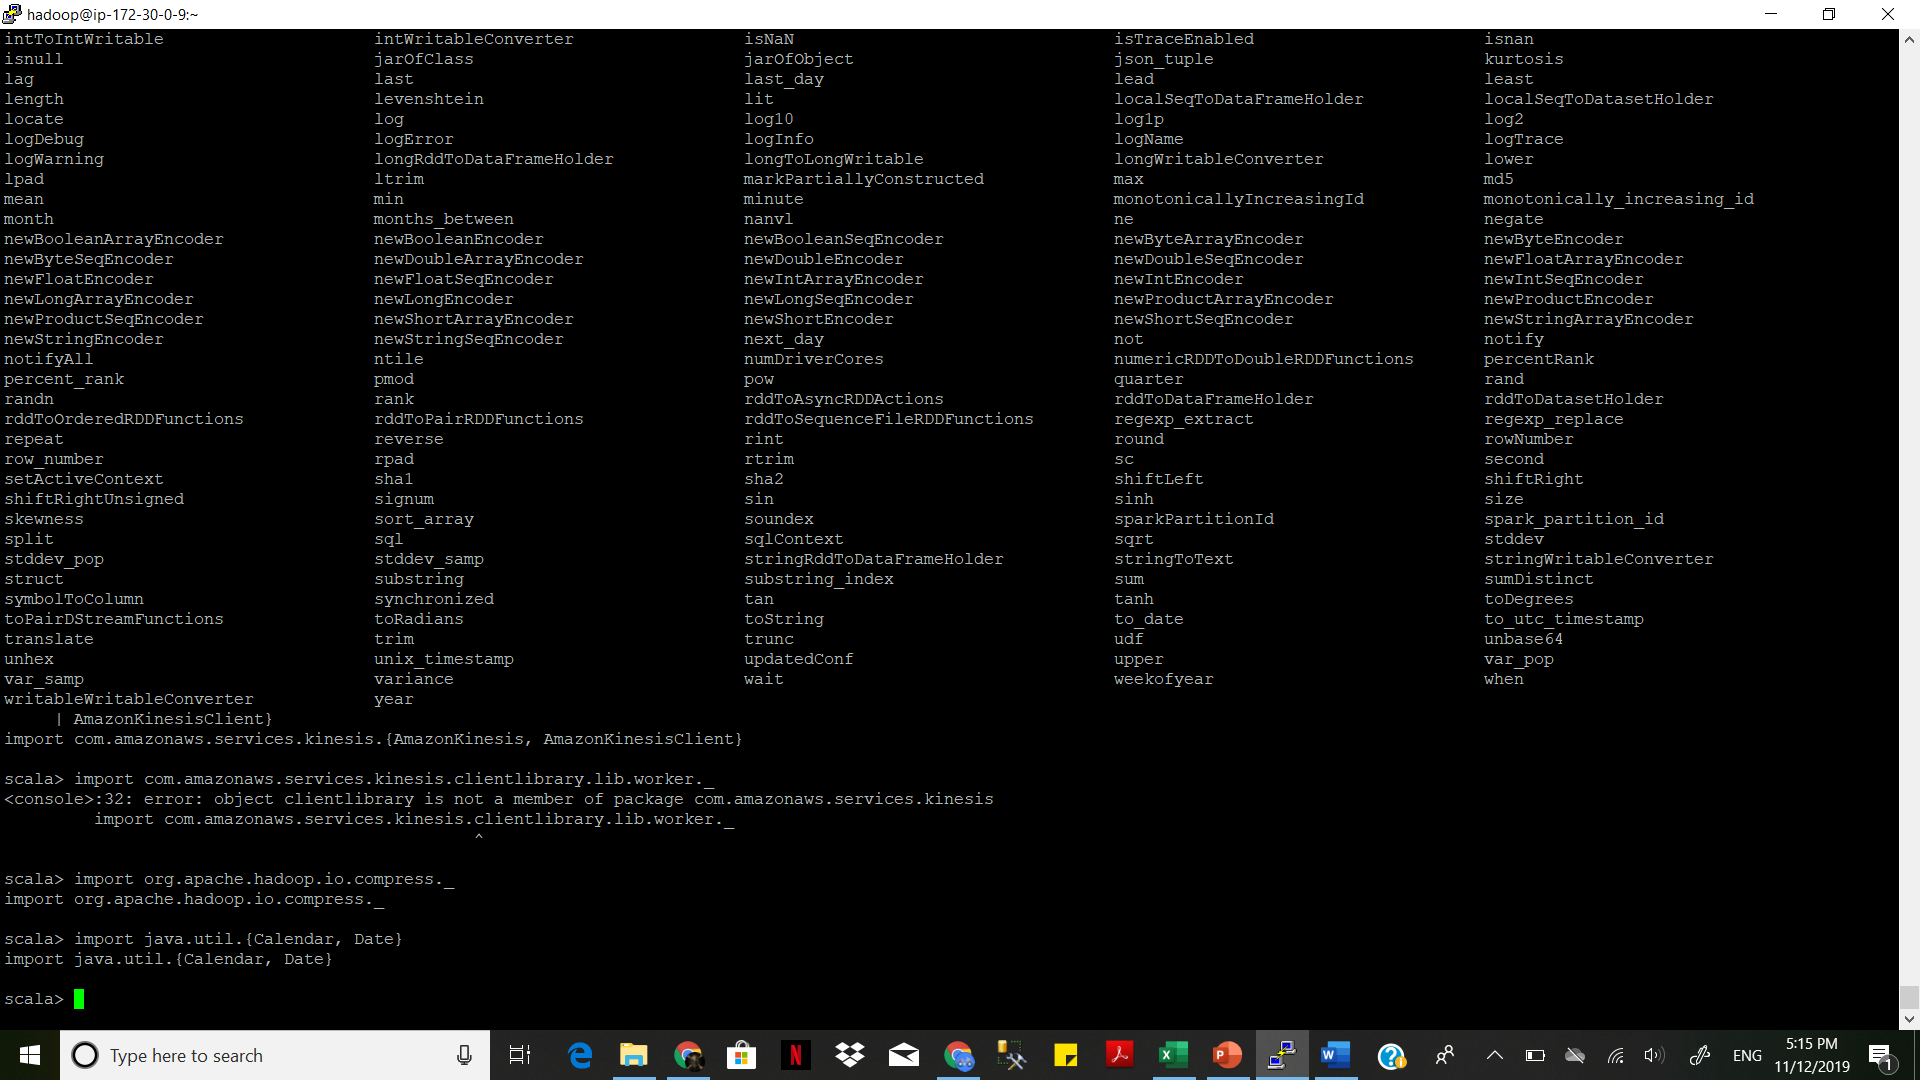 hadoop@ip-172-30-0-9:~
intToIntWritable intWritableConverter isNaN isTraceEnabled isnan
isnull jarOfClass jarOfObject json_tuple kurtosis
lag last last_day lead least
length levenshtein lit localSeqToDataFrameHolder localSeqToDatasetHolder
locate log log10 log1p log2
logDebug logError logInfo logName logTrace
logWarning longRddToDataFrameHolder longToLongWritable longWritableConverter lower
lpad ltrim markPartiallyConstructed max md5
mean min minute monotonicallyIncreasingId monotonically_increasing_id
month months_between nanvl ne negate
newBooleanArrayEncoder newBooleanEncoder newBooleanSeqEncoder newByteArrayEncoder newByteEncoder
newByteSeqEncoder newDoubleArrayEncoder newDoubleEncoder newDoubleSeqEncoder newFloatArrayEncoder
newFloatEncoder newFloatSeqEncoder newIntArrayEncoder newIntEncoder newIntSeqEncoder
newLongArrayEncoder newLongEncoder newLongSeqEncoder newProductArrayEncoder newProductEncoder
newProductSeqEncoder newShortArrayEncoder newShortEncoder newShortSeqEncoder newStringArrayEncoder
newStringEncoder newStringSeqEncoder next_day not notify
notifyAll ntile numDriverCores numericRDDToDoubleRDDFunctions percentRank
percent_rank pmod pow quarter rand
randn rank rddToAsyncRDDActions rddToDataFrameHolder rddToDatasetHolder
rddToOrderedRDDFunctions rddToPairRDDFunctions rddToSequenceFileRDDFunctions regexp_extract regexp_replace
repeat reverse rint round rowNumber
row_number rpad rtrim sc second
setActiveContext sha1 sha2 shiftLeft shiftRight
shiftRightUnsigned signum sin sinh size
skewness sort_array soundex sparkPartitionId spark_partition_id
split sql sqlContext sqrt stddev
stddev_pop stddev_samp stringRddToDataFrameHolder stringToText stringWritableConverter
struct substring substring_index sum sumDistinct
symbolToColumn synchronized tan tanh toDegrees
toPairDStreamFunctions toRadians toString to_date to_utc_timestamp
translate trim trunc udf unbase64
unhex unix_timestamp updatedConf upper var_pop
var_samp variance wait weekofyear when
writableWritableConverter year
| AmazonKinesisClient}
import com.amazonaws.services.kinesis.{AmazonKinesis, AmazonKinesisClient}
scala> import com.amazonaws.services.kinesis.clientlibrary.lib.worker._
<console>:32: error: object clientlibrary is not a member of package com.amazonaws.services.kinesis
import com.amazonaws.services.kinesis.clientlibrary.lib.worker._
^
scala> import org.apache.hadoop.io.compress._
import org.apache.hadoop.io.compress._
scala> import java.util.{Calendar, Date}
import java.util.{Calendar, Date}
scala>
Type here to search
ENG
5:15 PM
11/12/2019
1